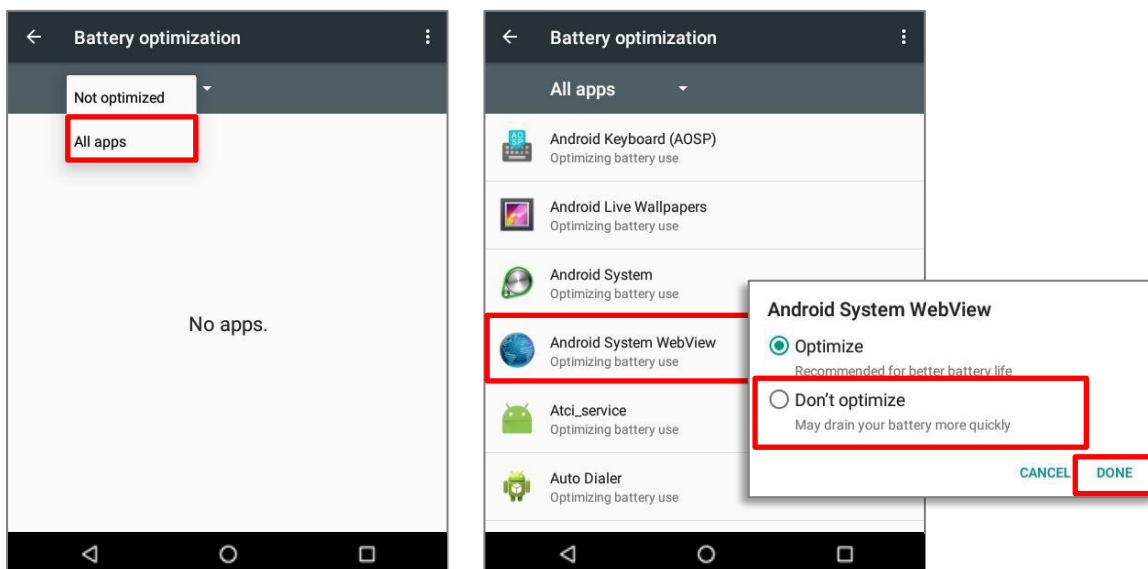 Battery optimization
Not optimized
All apps
No apps.
Battery optimization
All apps
Android Keyboard (AOSP)
Optimizing battery use
Android Live Wallpapers
Optimizing battery use
Android System
Optimizing battery use
Android System WebView
Optimizing battery use
Atci_service
Optimizing battery use
Auto Dialer
Optimizing battery use
Android System WebView
Optimize
Recommended for better battery life
Don't optimize
May drain your battery more quickly
CANCEL DONE